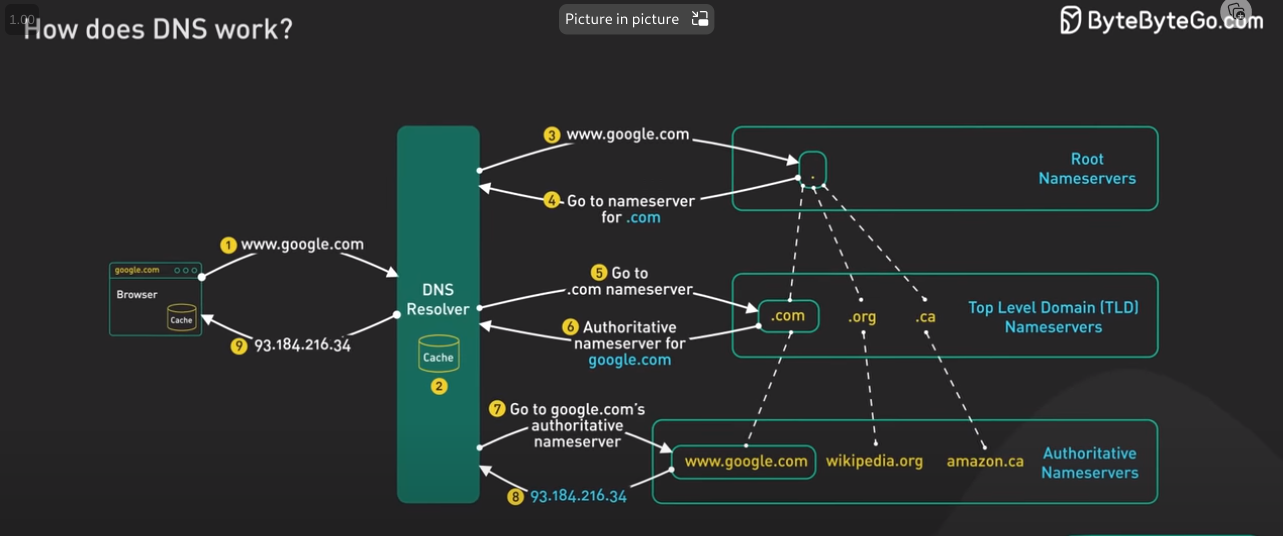 1.00
How does DNS work?
Picture in picture
ByteByteGo.com
3 www.google.com
4 Go to nameserver
for .com
.
Root
Nameservers
1 www.google.com
google.com
Browser
Cache
9 93.184.216.34
DNS
Resolver
Cache
2
5 Go to
.com nameserver
6 Authoritative
nameserver for
google.com
.com
.org
.ca
Top Level Domain (TLD)
Nameservers
7 Go to google.com's
authoritative
nameserver
8 93.184.216.34
www.google.com
wikipedia.org
amazon.ca
Authoritative
Nameservers